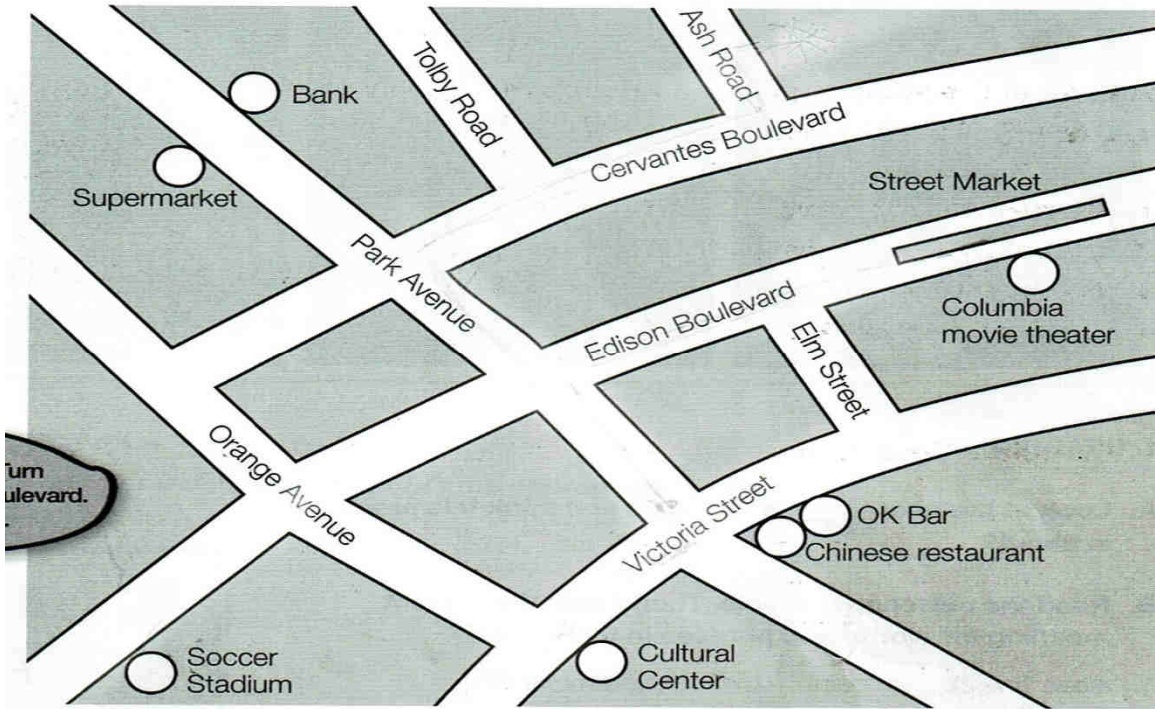 Ash Road
Tolby Road
Bank
Cervantes Boulevard
Supermarket
Street Market
Park Avenue
Edison Boulevard
Columbia
movie theater
Elm Street
Orange Avenue
Turn
ulevard.
Victoria Street
OK Bar
Chinese restaurant
Soccer
Stadium
Cultural
Center